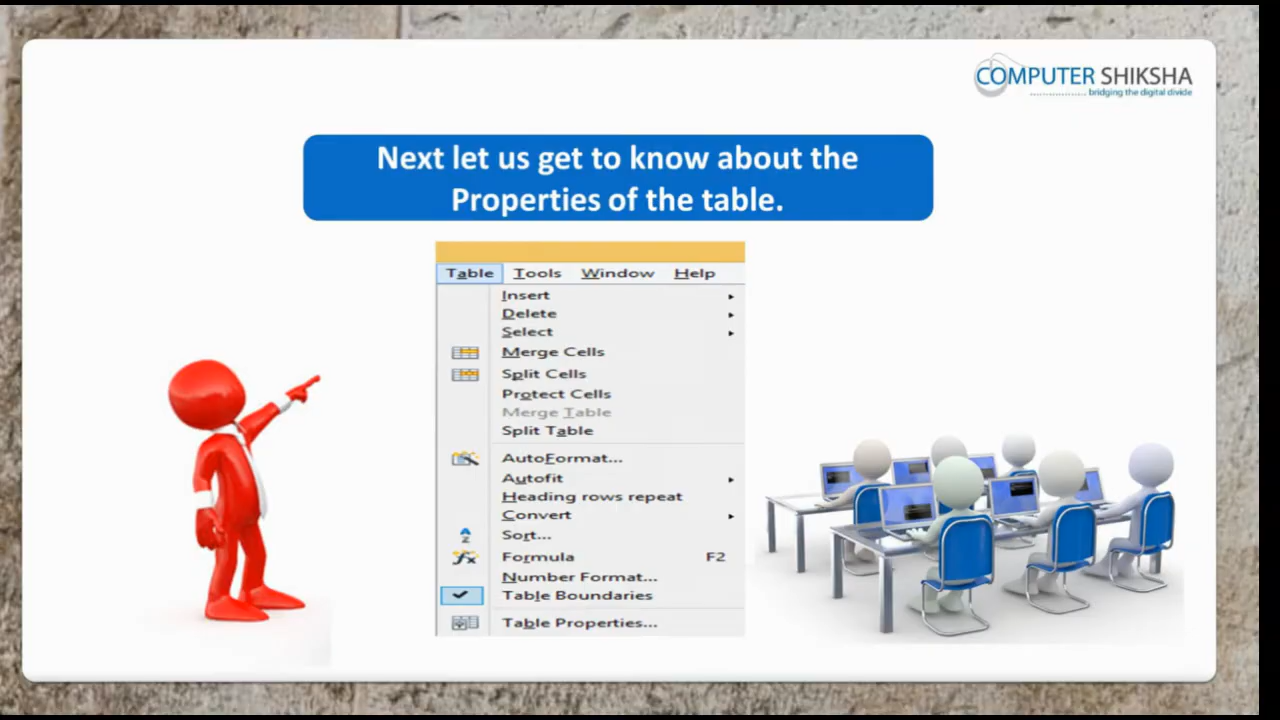 COMPUTER SHIKSHA
bridging the digital divide
Next let us get to know about the
Properties of the table.
Table Tools Window Help
Insert
Delete
Select
Merge Cells
Split Cells
Protect Cells
Merge Table
Split Table
AutoFormat...
Autofit
Heading rows repeat
Convert
Sort...
Formula F2
Number Format...
Table Boundaries
Table Properties...